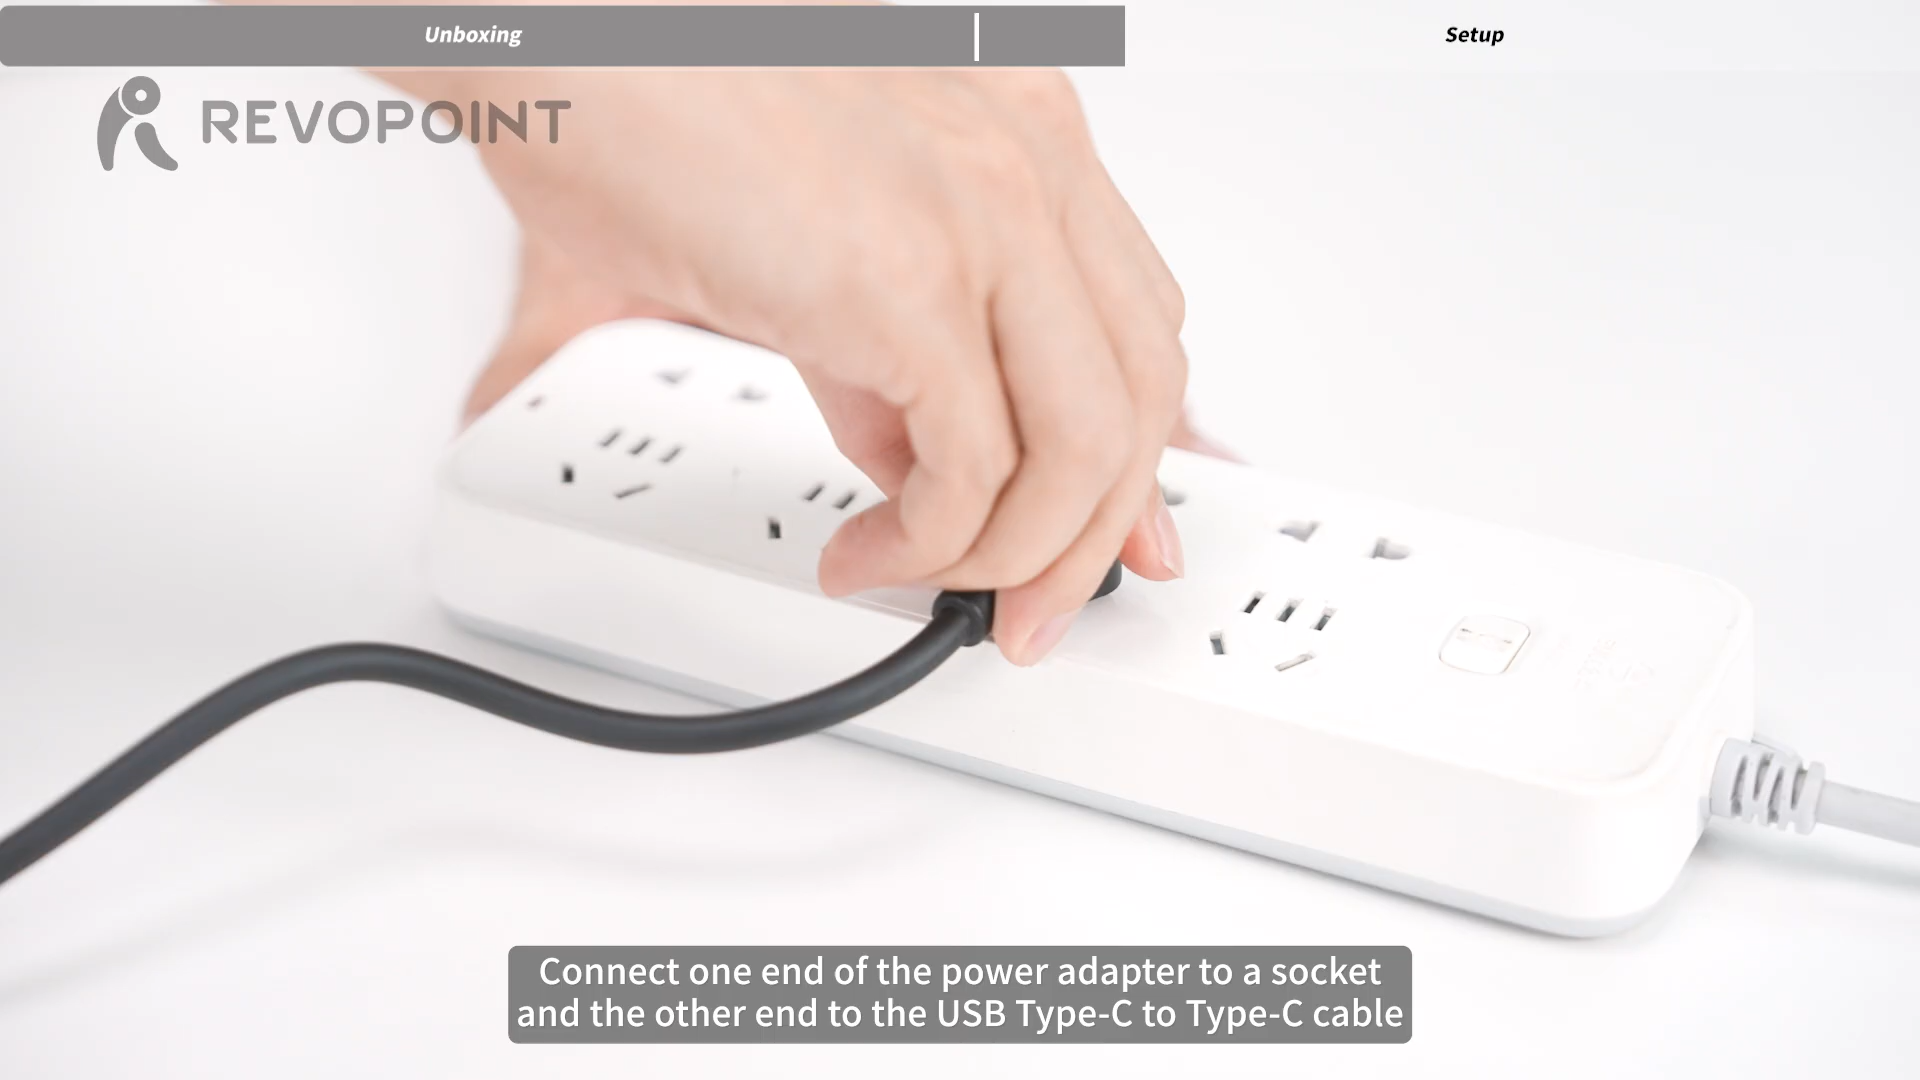 Unboxing
Setup
REVOPOINT
Connect one end of the power adapter to a socket
and the other end to the USB Type-C to Type-C cable